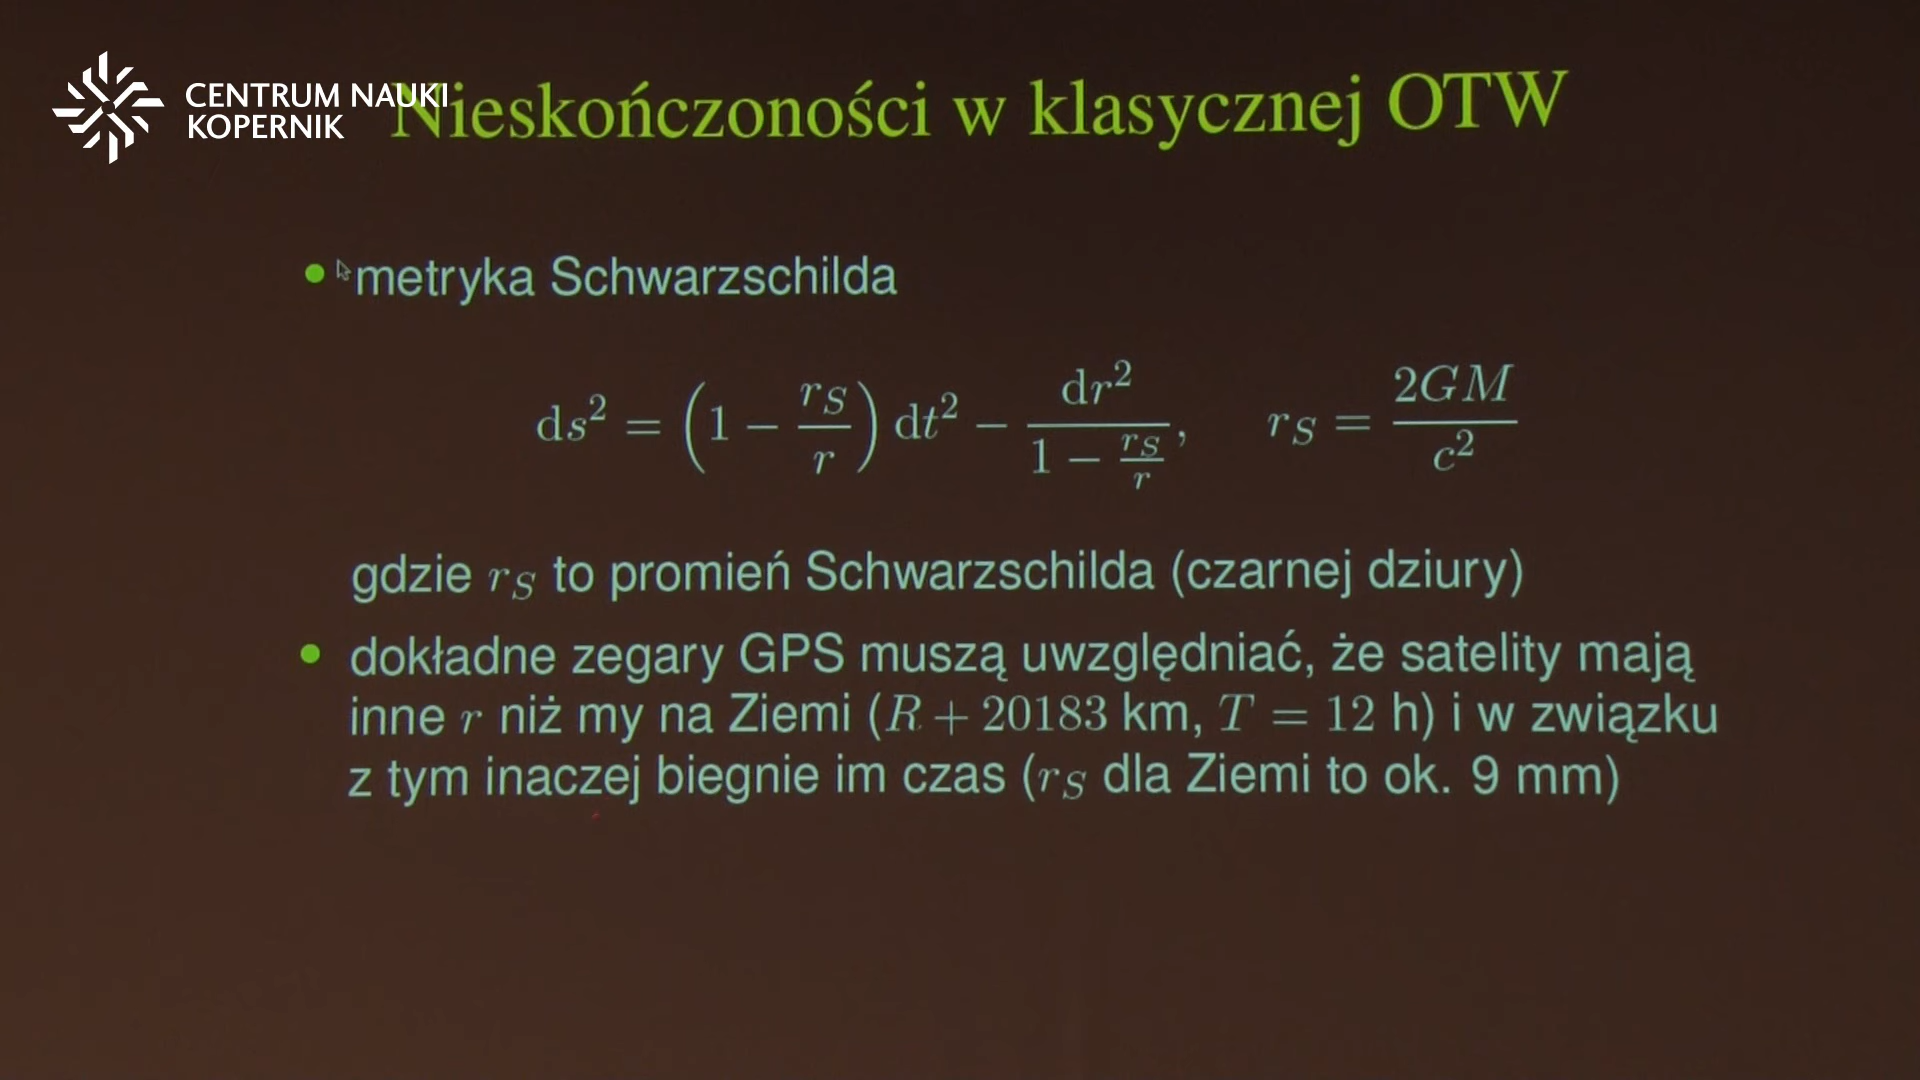 CENTRUM NAUKI
KOPERNIK
Nieskończoności w klasycznej OTW
metryka Schwarzschilda
ds² = (1 − r_S/r) dt² − dr²/(1 − r_S/r), r_S = 2GM/c²
gdzie r_S to promień Schwarzschilda (czarnej dziury)
dokładne zegary GPS muszą uwzględniać, że satelity mają
inne r niż my na Ziemi (R + 20183 km, T = 12 h) i w związku
z tym inaczej biegnie im czas (r_S dla Ziemi to ok. 9 mm)